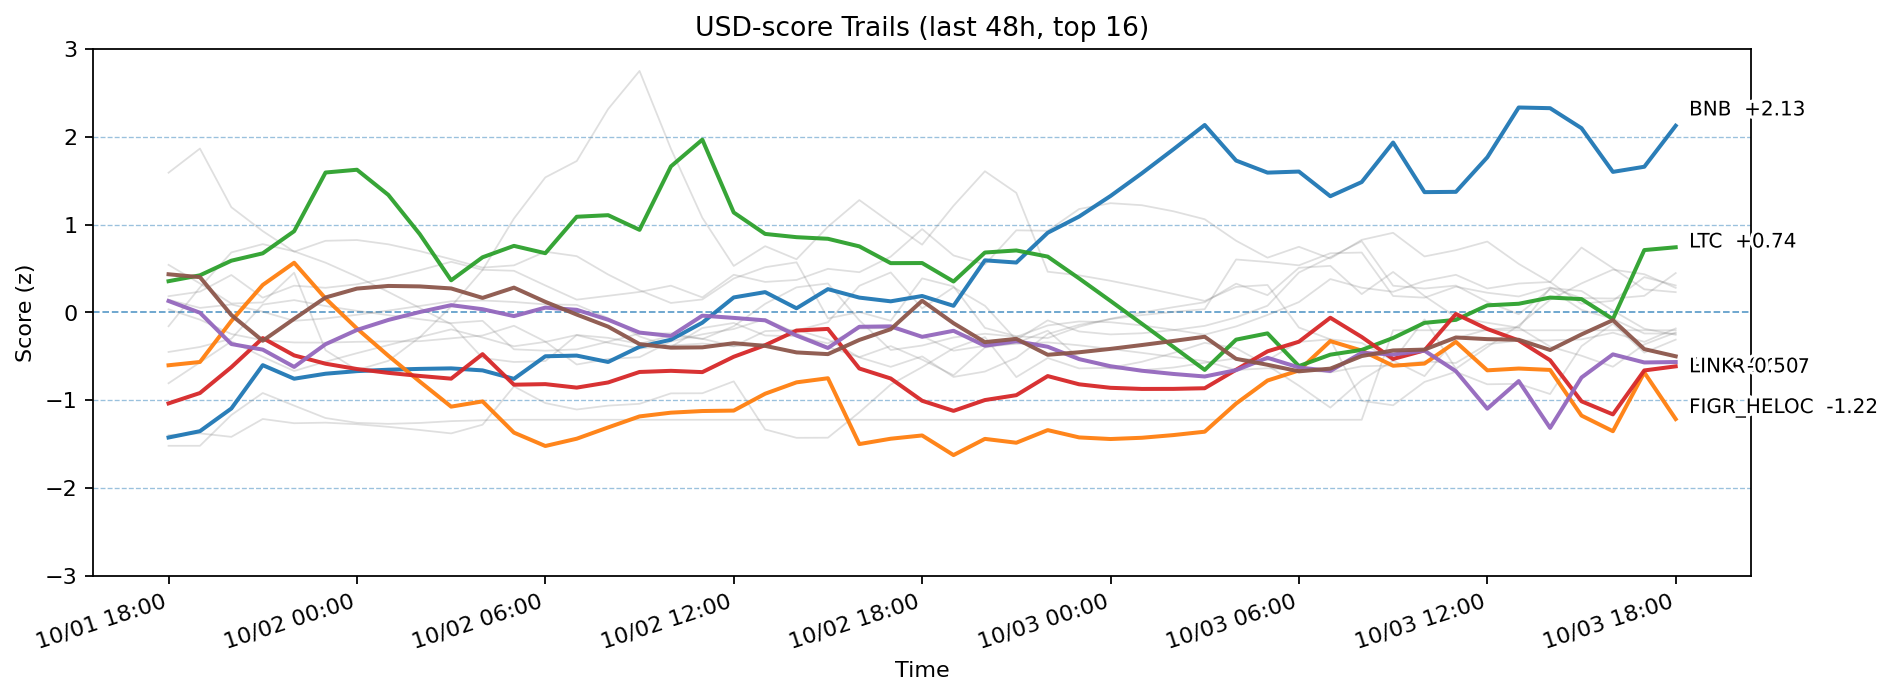 USD-score Trails (last 48h, top 16)
Score (z)
3
2
1
0
−1
−2
−3
BNB +2.13
LTC +0.74
FIGR_HELOC -1.22
10/01 18:00
10/02 00:00
10/02 06:00
10/02 12:00
10/02 18:00
10/03 00:00
10/03 06:00
10/03 12:00
10/03 18:00
Time